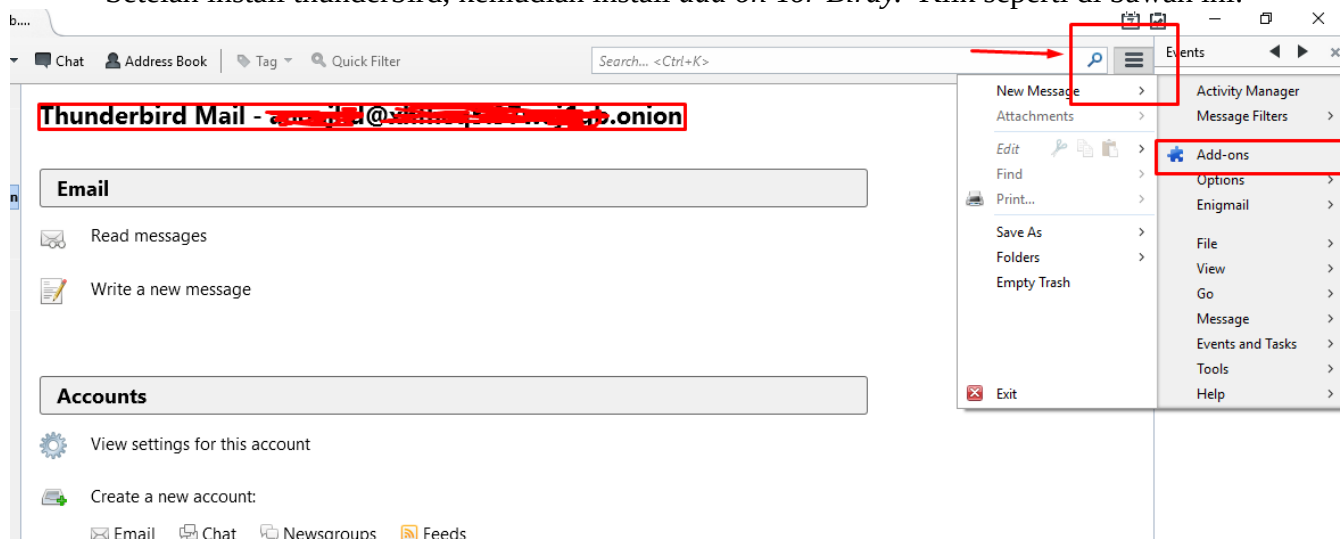 Setelah install thunderbird, kemudian install add on Tor Birdy. Klik seperti di bawah ini.
b....
Chat Address Book Tag Quick Filter Search... <Ctrl+K> Events
Thunderbird Mail - .onion
Email
Read messages
Write a new message
Accounts
View settings for this account
Create a new account:
Email Chat Newsgroups Feeds
New Message
Attachments
Edit
Find
Print...
Save As
Folders
Empty Trash
Exit
Activity Manager
Message Filters
Add-ons
Options
Enigmail
File
View
Go
Message
Events and Tasks
Tools
Help